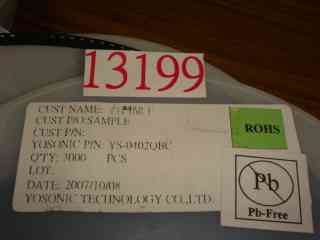 13199
CUST NAME:
CUST P/O: SAMPLE
CUST P/N:
YOSONIC P/N: YS-0402QBC
Q'TY: 3000 PCS
LOT:
DATE: 2007/10/08
YOSONIC TECHNOLOGY CO.,LTD.
ROHS
Pb
Pb-Free